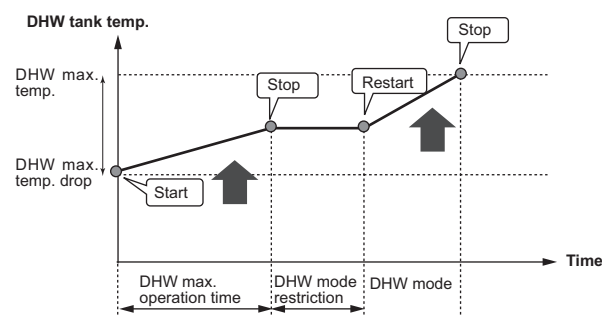 DHW tank temp.
Stop
DHW max.
temp.
Stop
Restart
DHW max.
temp. drop
Start
Time
DHW max.
operation time
DHW mode
restriction
DHW mode